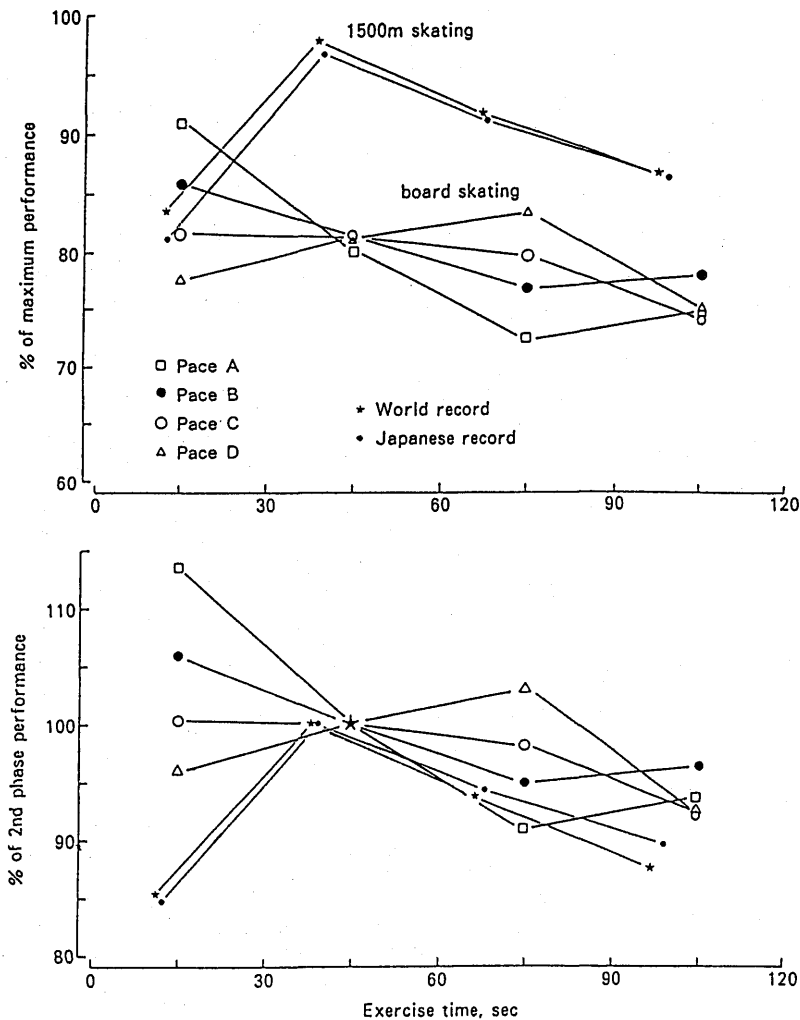 100
1500m skating
90
board skating
80
70
60
% of maximum performance
□ Pace A
● Pace B
○ Pace C
△ Pace D
★ World record
• Japanese record
0 30 60 90 120
110
100
90
80
% of 2nd phase performance
0 30 60 90 120
Exercise time, sec